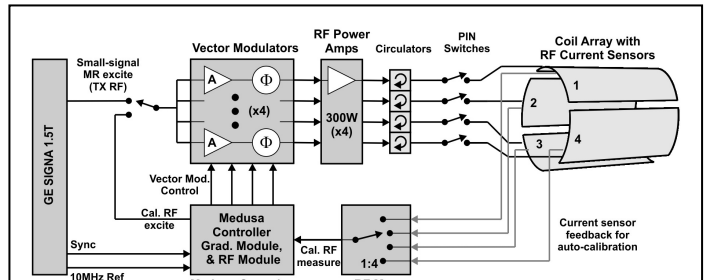 RF Power
Amps
Vector Modulators
Circulators
PIN
Switches
Coil Array with
RF Current Sensors
Small-signal
MR excite
(TX RF)
GE SIGNA 1.5T
A
Φ
(x4)
A
Φ
300W
(x4)
1
2
3
4
Vector Mod.
Control
Cal. RF
excite
Medusa
Controller
Grad. Module,
& RF Module
Cal. RF
measure
1:4
Current sensor
feedback for
auto-calibration
Sync
10MHz Ref